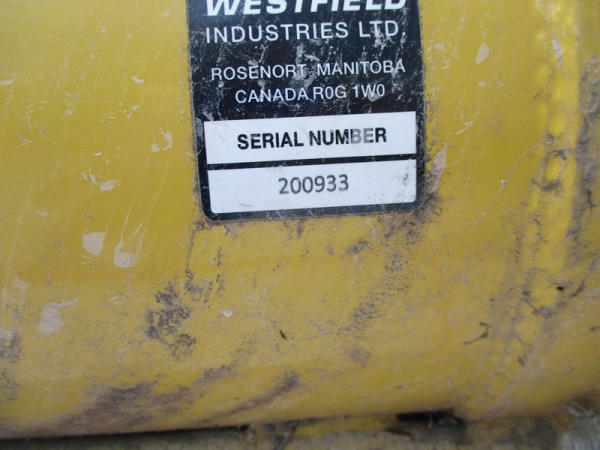 WESTFIELD
INDUSTRIES LTD.
ROSENORT MANITOBA
CANADA R0G 1W0
SERIAL NUMBER
200933